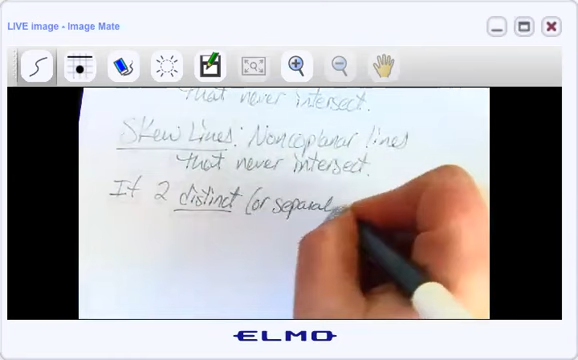 LIVE image - Image Mate
that never intersect.
Skew Lines: Noncoplanar lines
that never intersect.
If 2 distinct (or separat
ELMO